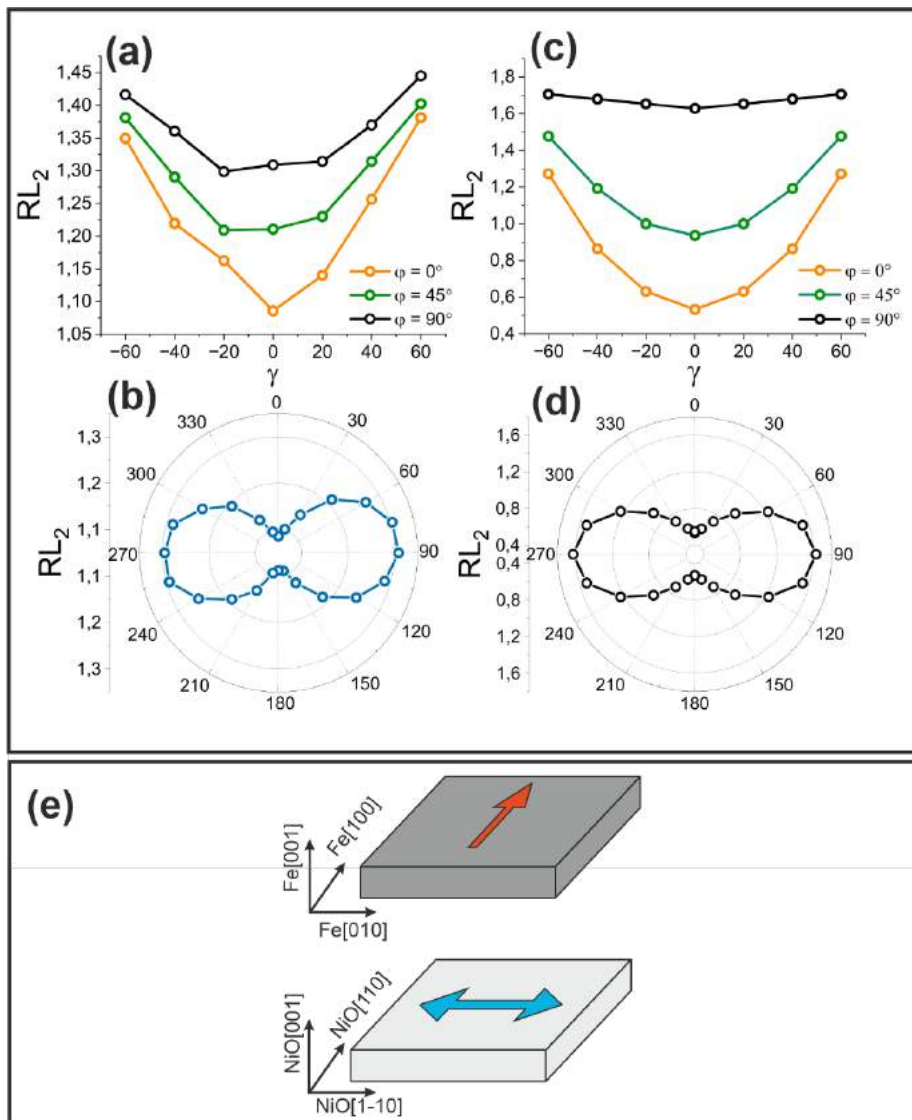 (a)
1,45
1,40
1,35
1,30
1,25
1,20
1,15
1,10
1,05
RL2
φ = 0°
φ = 45°
φ = 90°
−60 −40 −20 0 20 40 60
γ
(c)
1,8
1,6
1,4
1,2
1,0
0,8
0,6
0,4
RL2
φ = 0°
φ = 45°
φ = 90°
−60 −40 −20 0 20 40 60
γ
(b)
1,3
1,2
1,1
1,1
1,2
1,3
RL2
0
30
60
90
120
150
180
210
240
270
300
330
(d)
1,6
1,2
0,8
0,4
0,4
0,8
1,2
1,6
RL2
0
30
60
90
120
150
180
210
240
270
300
330
(e)
Fe[001]
Fe[100]
Fe[010]
NiO[001]
NiO[110]
NiO[1-10]